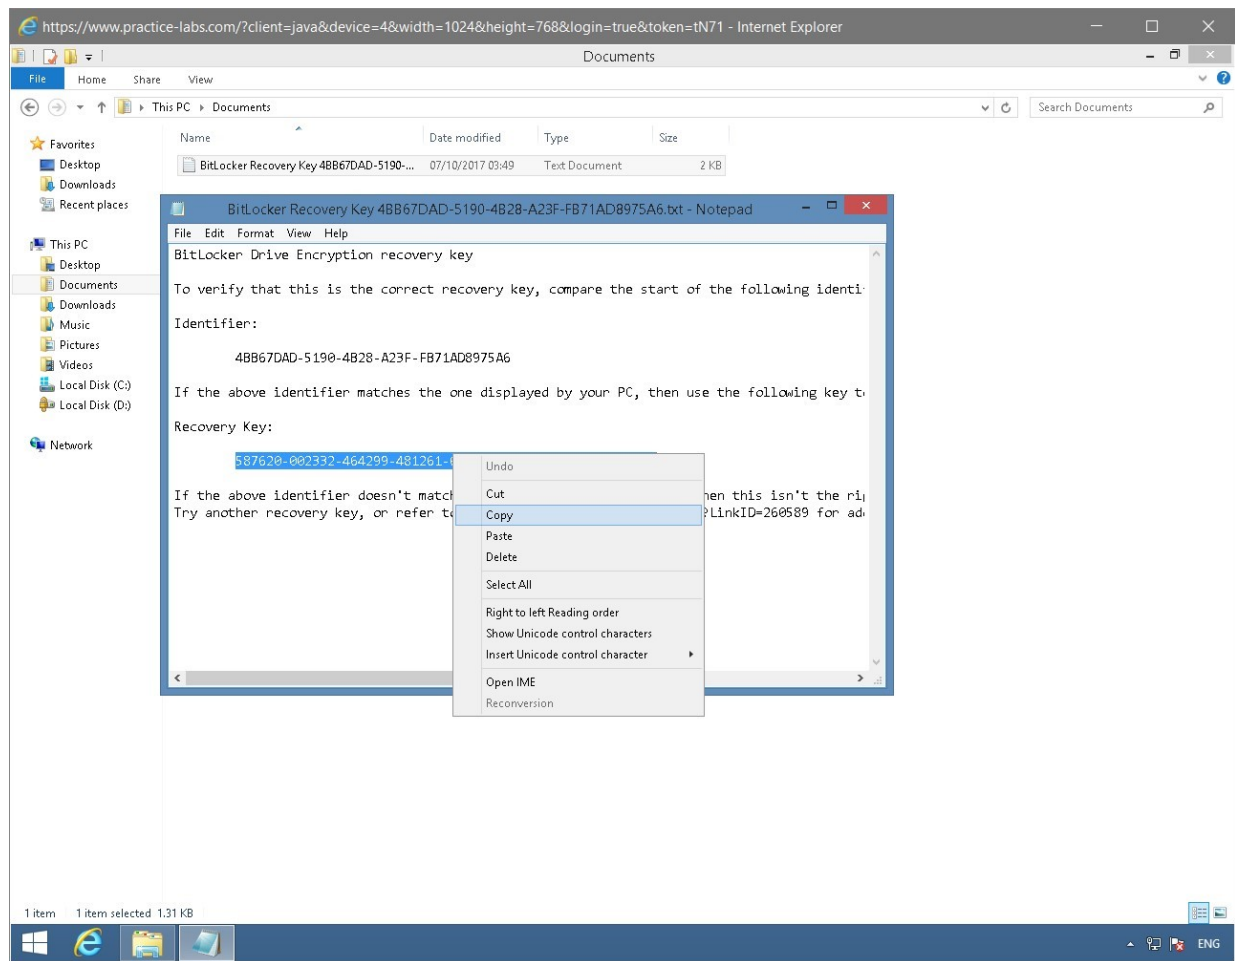 https://www.practice-labs.com/?client=java&device=4&width=1024&height=768&login=true&token=tN71 - Internet Explorer
Documents
File Home Share View
This PC Documents
Search Documents
Favorites
Desktop
Downloads
Recent places
This PC
Desktop
Documents
Downloads
Music
Pictures
Videos
Local Disk (C:)
Local Disk (D:)
Network
Name Date modified Type Size
BitLocker Recovery Key 4BB67DAD-5190-... 07/10/2017 03:49 Text Document 2 KB
BitLocker Recovery Key 4BB67DAD-5190-4B28-A23F-FB71AD8975A6.txt - Notepad
File Edit Format View Help
BitLocker Drive Encryption recovery key
To verify that this is the correct recovery key, compare the start of the following identi
Identifier:
4BB67DAD-5190-4B28-A23F-FB71AD8975A6
If the above identifier matches the one displayed by your PC, then use the following key
Recovery Key:
587620-002332-464299-481261-
If the above identifier doesn't match hen this isn't the
Try another recovery key, or refer ?LinkID=260589 for
Undo
Cut
Copy
Paste
Delete
Select All
Right to left Reading order
Show Unicode control characters
Insert Unicode control character
Open IME
Reconversion
1 item 1 item selected 1.31 KB
ENG